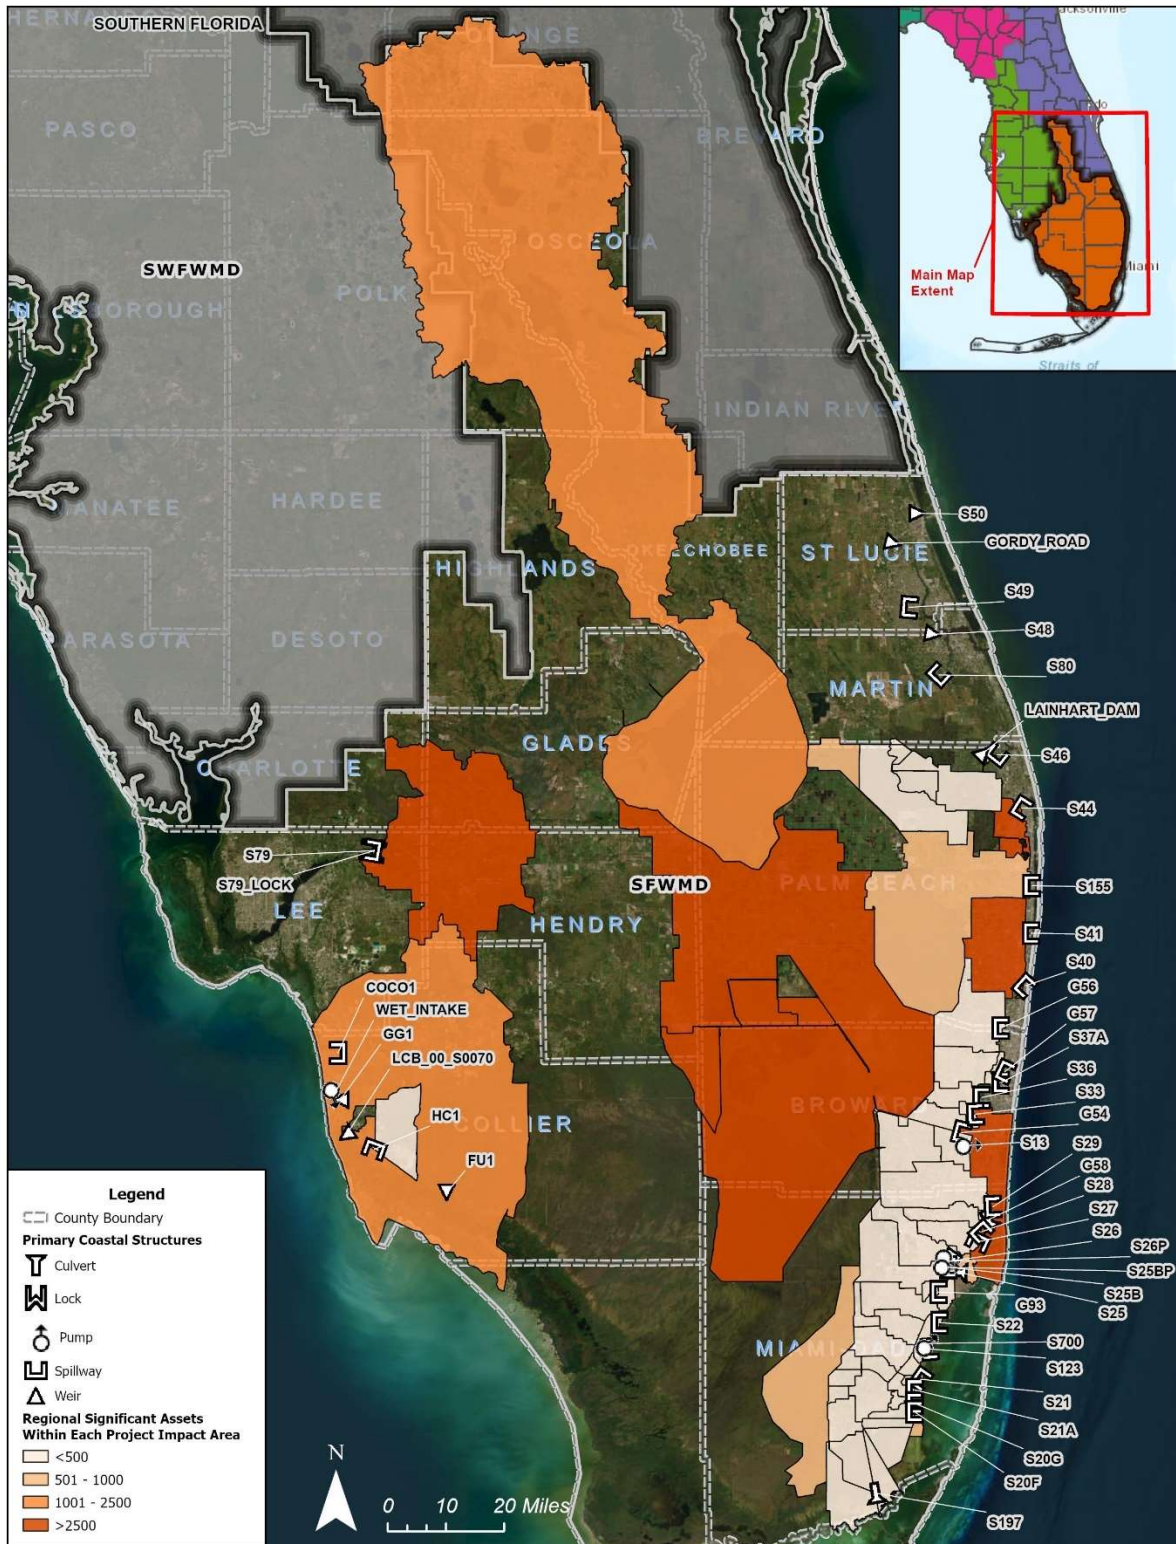 SOUTHERN FLORIDA
HERNANDO
ORANGE
PASCO
BREVARD
OSCEOLA
SWFWMD
POLK
HILLSBOROUGH
INDIAN RIVER
MANATEE
HARDEE
HIGHLANDS
OKEECHOBEE
ST LUCIE
SARASOTA
DESOTO
MARTIN
GLADES
CHARLOTTE
SFWMD
PALM BEACH
LEE
HENDRY
BROWARD
COLLIER
MIAMI-DADE
S50
GORDY_ROAD
S49
S48
S80
LAINHART_DAM
S46
S44
S155
S41
S40
G56
G57
S37A
S36
S33
G54
S13
S29
G58
S28
S27
S26
S26P
S25BP
S25B
S25
G93
S22
S700
S123
S21
S21A
S20G
S20F
S197
S79
S79_LOCK
COCO1
WET_INTAKE
GG1
LCB_00_S0070
HC1
FU1
Jacksonville
Miami
Main Map
Extent
Straits of
Legend
County Boundary
Primary Coastal Structures
Culvert
Lock
Pump
Spillway
Weir
Regional Significant Assets
Within Each Project Impact Area
<500
501 - 1000
1001 - 2500
>2500
N
0 10 20 Miles